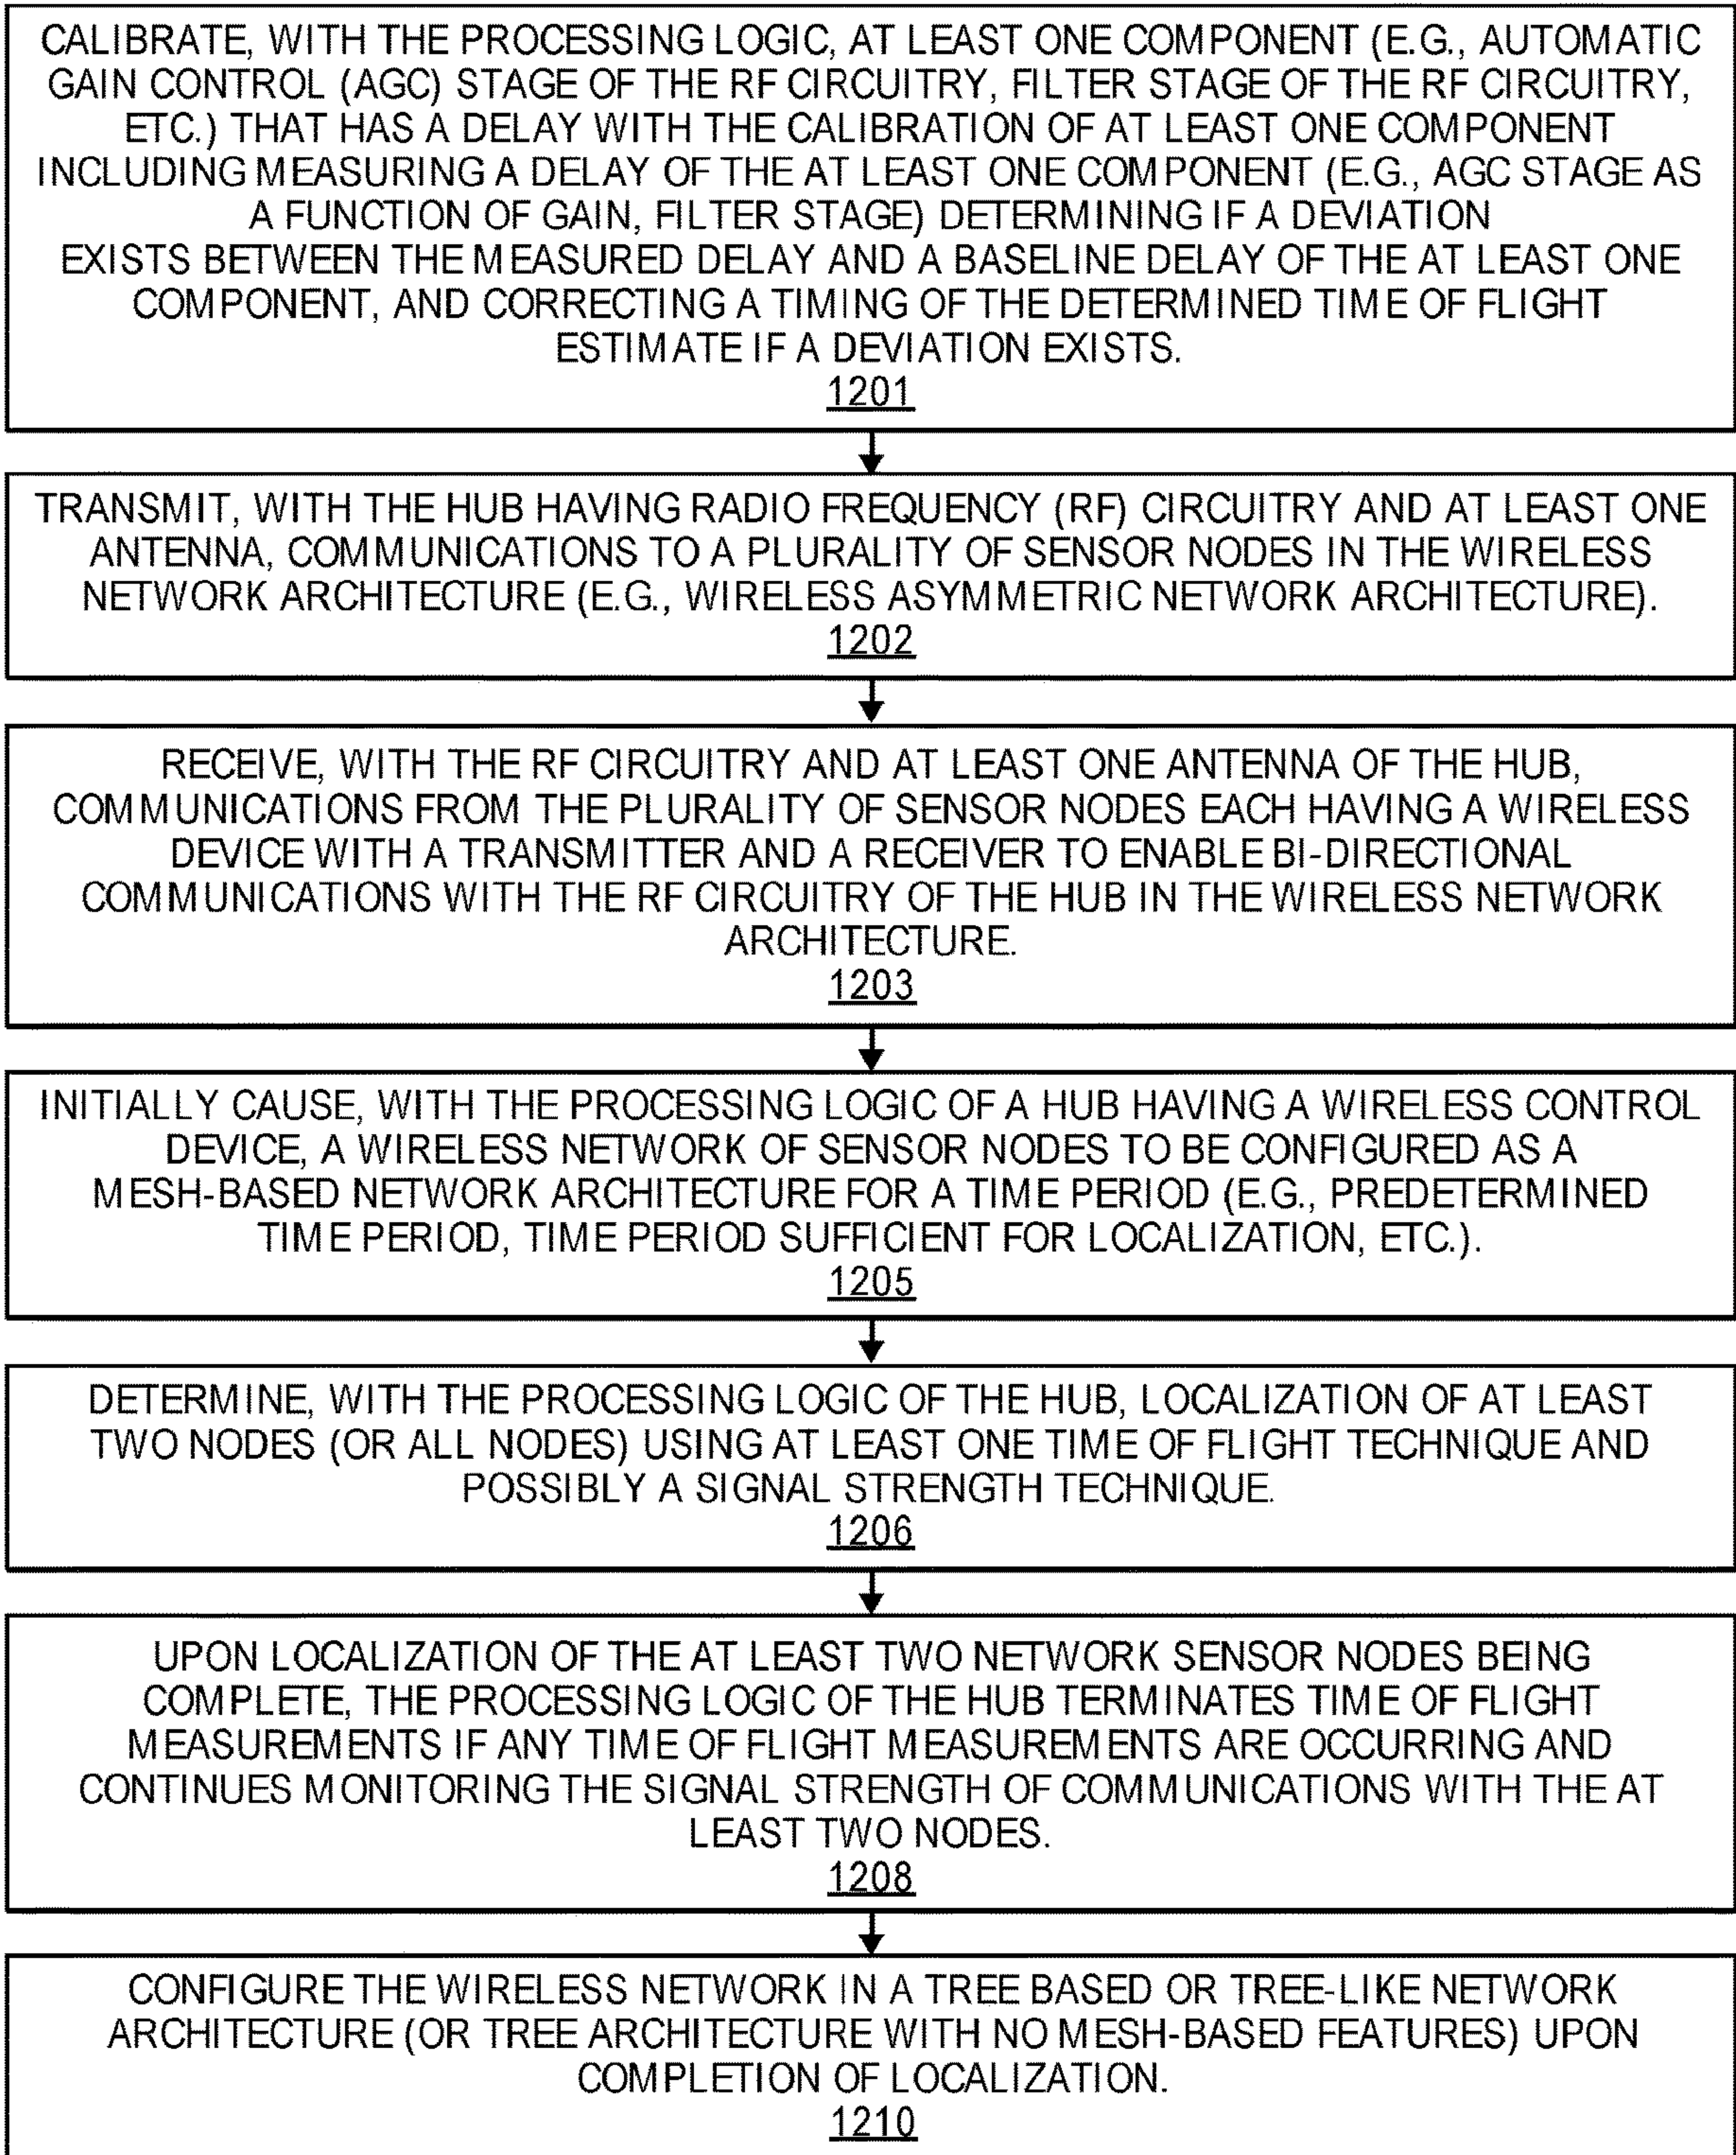 CALIBRATE, WITH THE PROCESSING LOGIC, AT LEAST ONE COMPONENT (E.G., AUTOMATIC
GAIN CONTROL (AGC) STAGE OF THE RF CIRCUITRY, FILTER STAGE OF THE RF CIRCUITRY,
ETC.) THAT HAS A DELAY WITH THE CALIBRATION OF AT LEAST ONE COMPONENT
INCLUDING MEASURING A DELAY OF THE AT LEAST ONE COMPONENT (E.G., AGC STAGE AS
A FUNCTION OF GAIN, FILTER STAGE) DETERMINING IF A DEVIATION
EXISTS BETWEEN THE MEASURED DELAY AND A BASELINE DELAY OF THE AT LEAST ONE
COMPONENT, AND CORRECTING A TIMING OF THE DETERMINED TIME OF FLIGHT
ESTIMATE IF A DEVIATION EXISTS.
1201
TRANSMIT, WITH THE HUB HAVING RADIO FREQUENCY (RF) CIRCUITRY AND AT LEAST ONE
ANTENNA, COMMUNICATIONS TO A PLURALITY OF SENSOR NODES IN THE WIRELESS
NETWORK ARCHITECTURE (E.G., WIRELESS ASYMMETRIC NETWORK ARCHITECTURE).
1202
RECEIVE, WITH THE RF CIRCUITRY AND AT LEAST ONE ANTENNA OF THE HUB,
COMMUNICATIONS FROM THE PLURALITY OF SENSOR NODES EACH HAVING A WIRELESS
DEVICE WITH A TRANSMITTER AND A RECEIVER TO ENABLE BI-DIRECTIONAL
COMMUNICATIONS WITH THE RF CIRCUITRY OF THE HUB IN THE WIRELESS NETWORK
ARCHITECTURE.
1203
INITIALLY CAUSE, WITH THE PROCESSING LOGIC OF A HUB HAVING A WIRELESS CONTROL
DEVICE, A WIRELESS NETWORK OF SENSOR NODES TO BE CONFIGURED AS A
MESH-BASED NETWORK ARCHITECTURE FOR A TIME PERIOD (E.G., PREDETERMINED
TIME PERIOD, TIME PERIOD SUFFICIENT FOR LOCALIZATION, ETC.).
1205
DETERMINE, WITH THE PROCESSING LOGIC OF THE HUB, LOCALIZATION OF AT LEAST
TWO NODES (OR ALL NODES) USING AT LEAST ONE TIME OF FLIGHT TECHNIQUE AND
POSSIBLY A SIGNAL STRENGTH TECHNIQUE.
1206
UPON LOCALIZATION OF THE AT LEAST TWO NETWORK SENSOR NODES BEING
COMPLETE, THE PROCESSING LOGIC OF THE HUB TERMINATES TIME OF FLIGHT
MEASUREMENTS IF ANY TIME OF FLIGHT MEASUREMENTS ARE OCCURRING AND
CONTINUES MONITORING THE SIGNAL STRENGTH OF COMMUNICATIONS WITH THE AT
LEAST TWO NODES.
1208
CONFIGURE THE WIRELESS NETWORK IN A TREE BASED OR TREE-LIKE NETWORK
ARCHITECTURE (OR TREE ARCHITECTURE WITH NO MESH-BASED FEATURES) UPON
COMPLETION OF LOCALIZATION.
1210